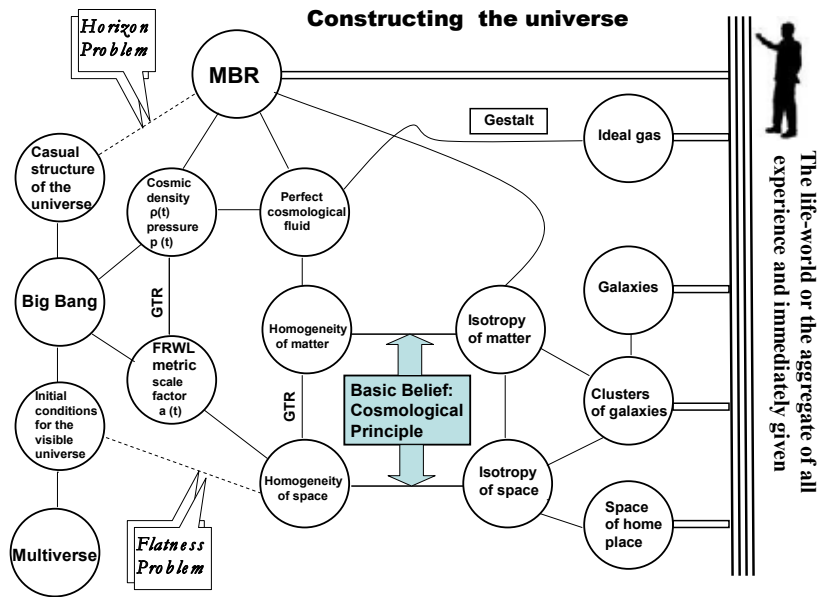 Constructing the universe
Horizon
Problem
MBR
Gestalt
Ideal gas
Casual
structure
of the
universe
Cosmic
density
ρ(t)
pressure
p (t)
Perfect
cosmological
fluid
The life-world or the aggregate of all
experience and immediately given
Big Bang
GTR
Galaxies
Homogeneity
of matter
Isotropy
of matter
FRWL
metric
scale
factor
a (t)
Basic Belief:
Cosmological
Principle
GTR
Clusters
of galaxies
Initial
conditions
for the
visible
universe
Homogeneity
of space
Isotropy
of space
Space
of home
place
Multiverse
Flatness
Problem